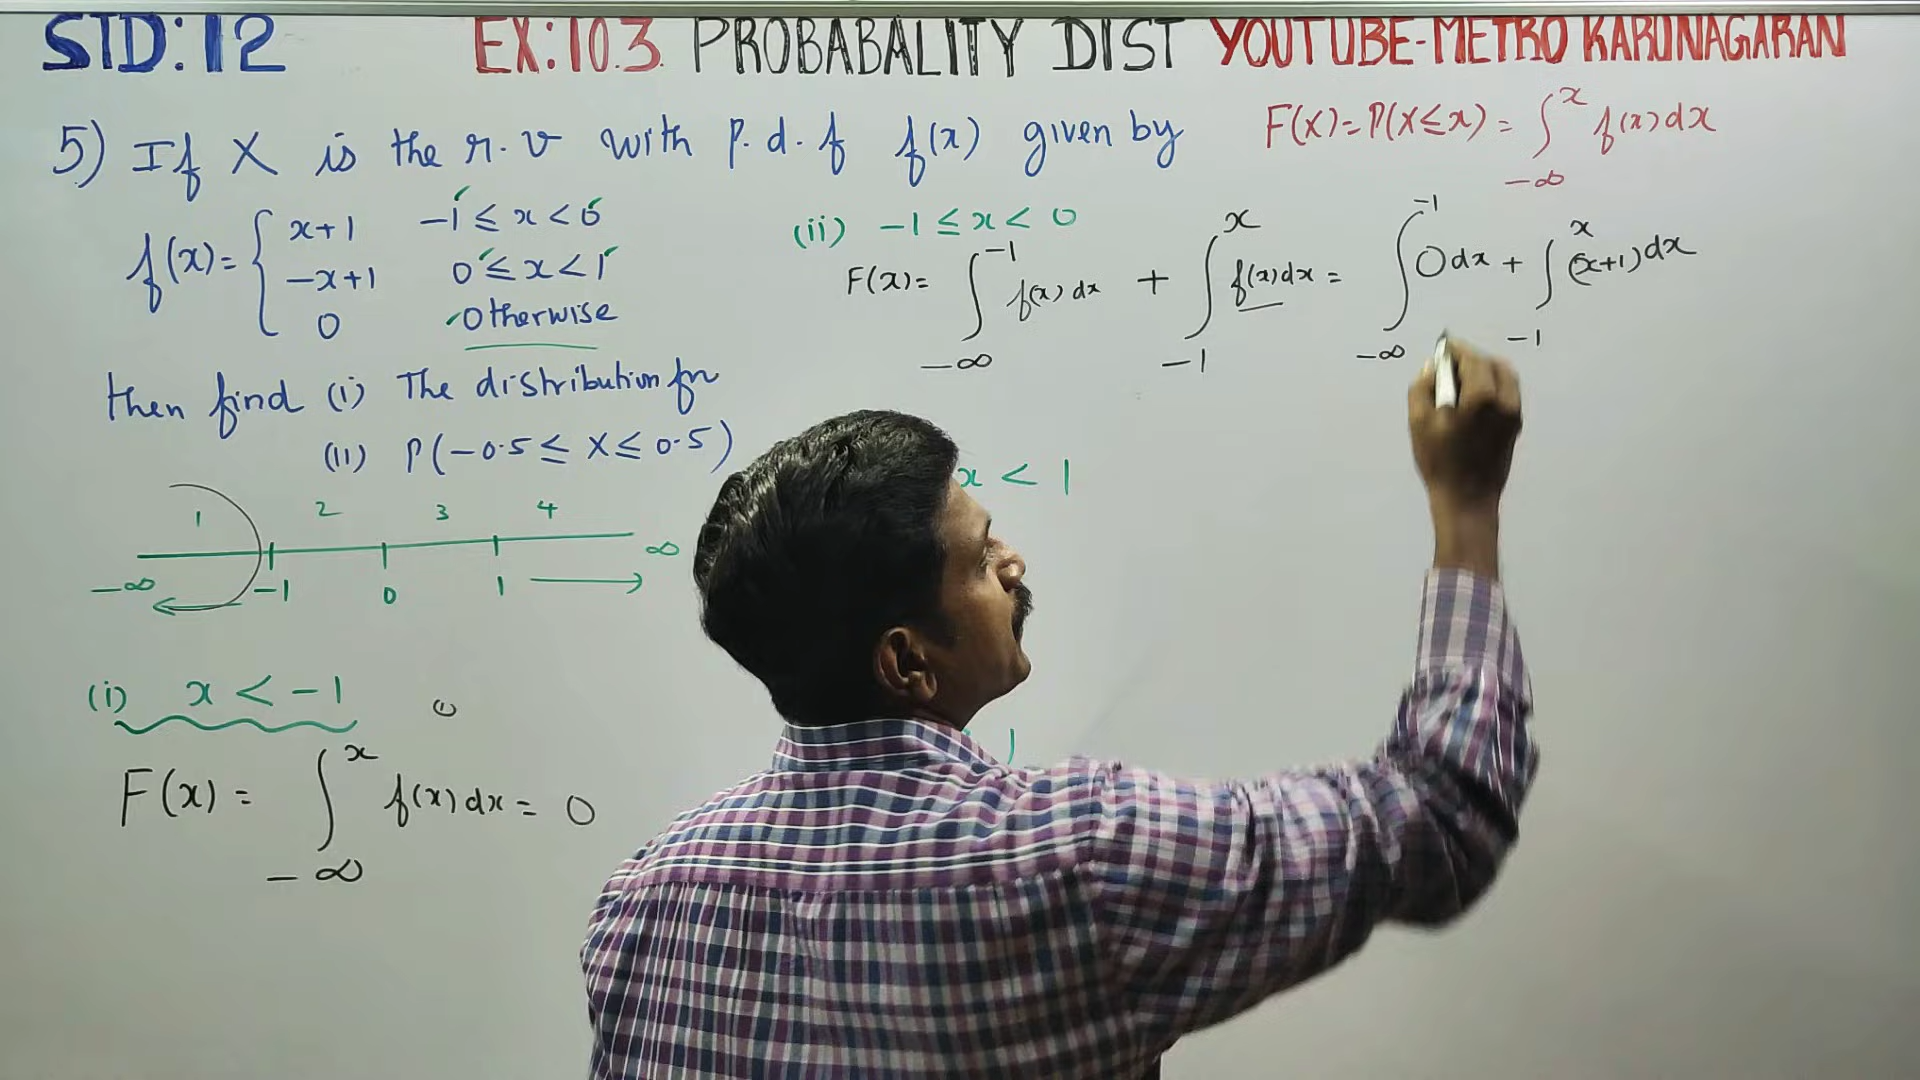 STD:12 EX:10.3. PROBABALITY DIST YOUTUBE-METRO KARUNAGARAN
5) If X is the r.v with p.d.f f(x) given by
f(x)= { x+1 -1 ≤ x < 0
-x+1 0 ≤ x < 1
0 Otherwise
then find (i) The distribution fn
(ii) P(-0.5 ≤ X ≤ 0.5)
1 2 3 4
-∞ -1 0 1 ∞
(i) x < -1
F(x) = ∫_{-∞}^{x} f(x) dx = 0
F(x) = P(X ≤ x) = ∫_{-∞}^{x} f(x) dx
(ii) -1 ≤ x < 0
F(x) = ∫_{-∞}^{-1} f(x) dx + ∫_{-1}^{x} f(x) dx = ∫_{-∞}^{-1} 0 dx + ∫_{-1}^{x} (x+1) dx
x < 1